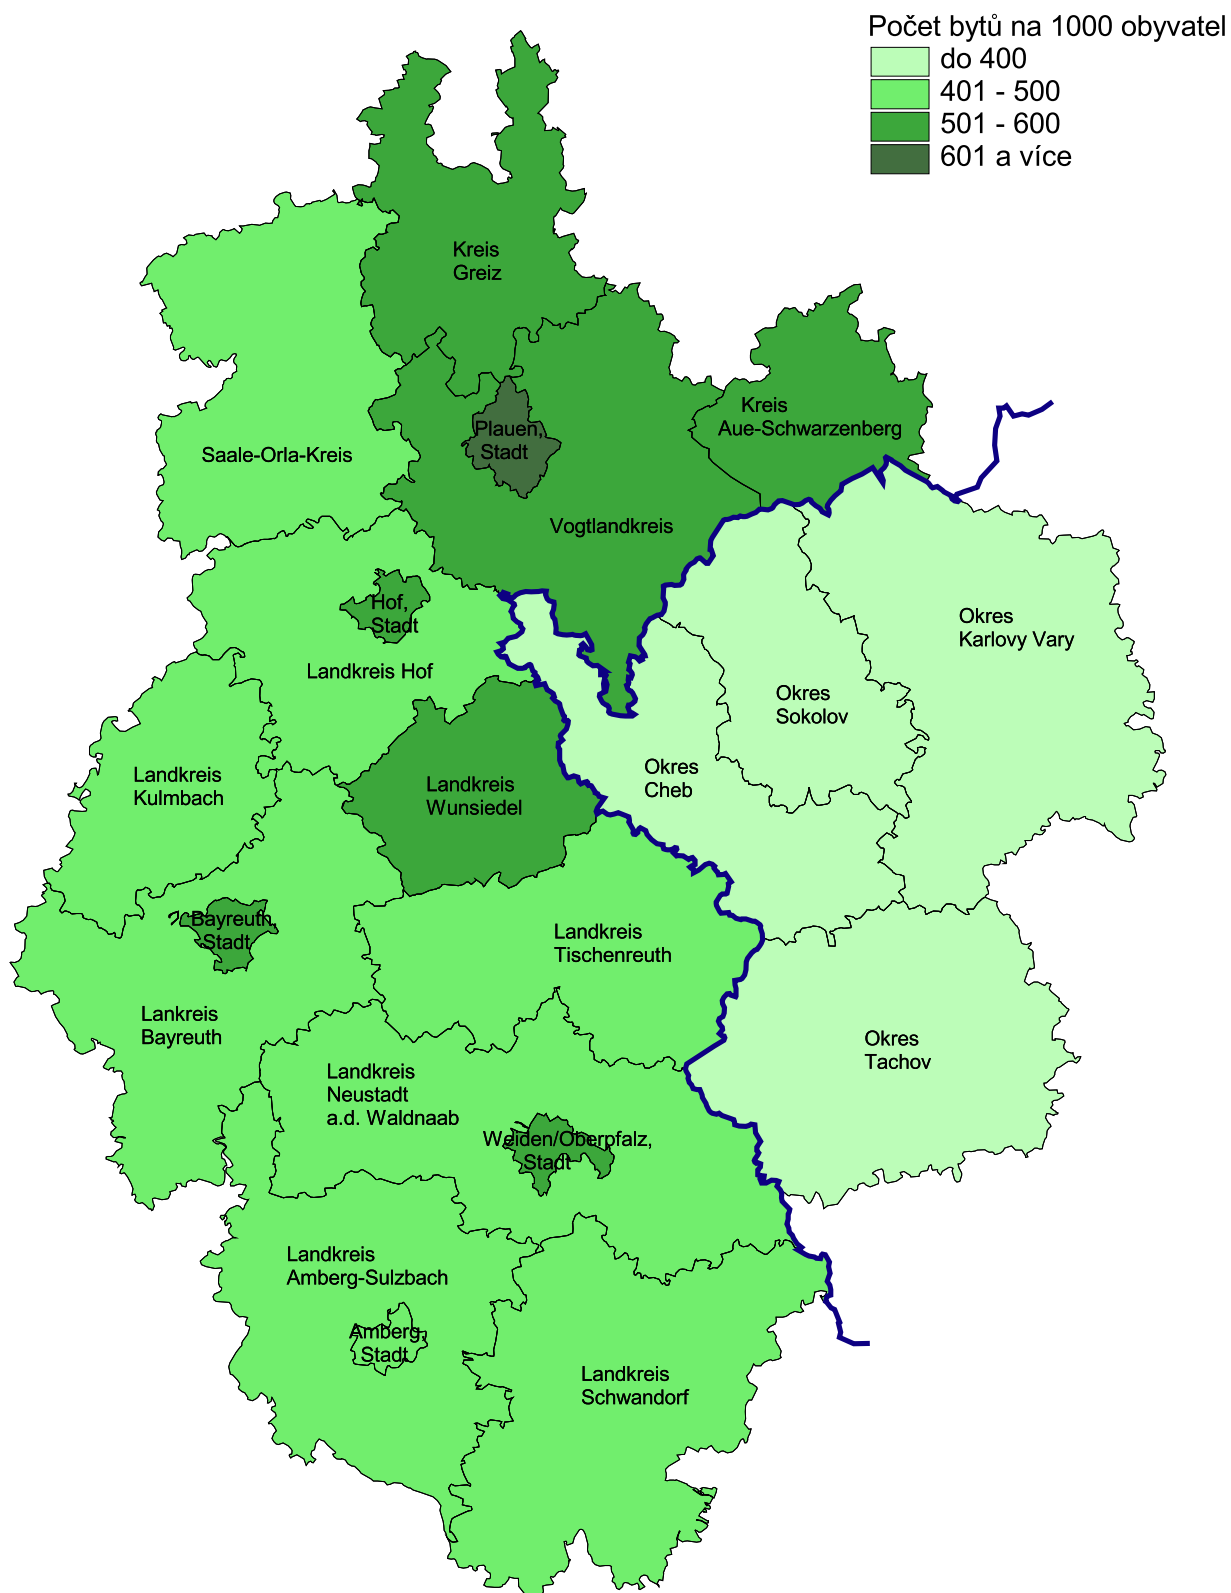 Počet bytů na 1000 obyvatel
do 400
401 - 500
501 - 600
601 a více
Kreis
Greiz
Kreis
Aue-Schwarzenberg
Plauen,
Stadt
Saale-Orla-Kreis
Vogtlandkreis
Hof,
Stadt
Landkreis Hof
Okres
Karlovy Vary
Okres
Sokolov
Okres
Cheb
Landkreis
Kulmbach
Landkreis
Wunsiedel
Bayreuth,
Stadt
Landkreis
Tischenreuth
Lankreis
Bayreuth
Okres
Tachov
Landkreis
Neustadt
a.d. Waldnaab
Weiden/Oberpfalz,
Stadt
Landkreis
Amberg-Sulzbach
Amberg,
Stadt
Landkreis
Schwandorf